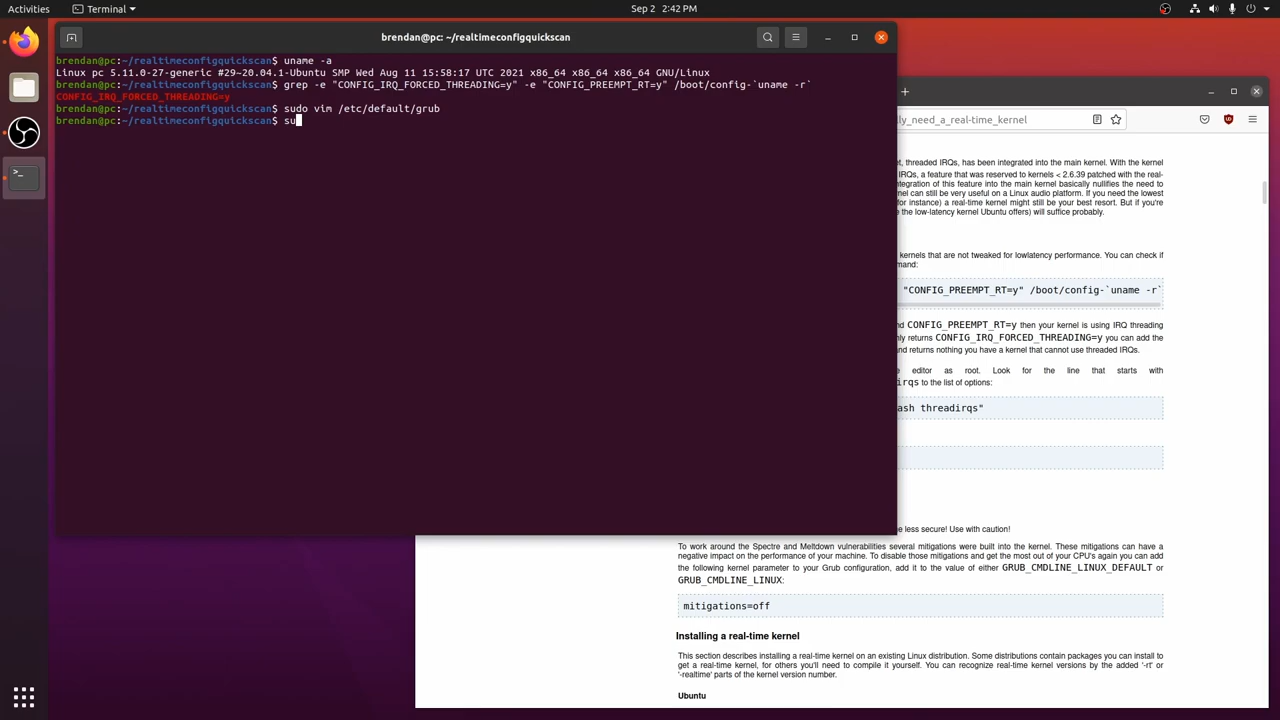 Activities
Terminal
Sep 2 2:42 PM
brendan@pc: ~/realtimeconfigquickscan
brendan@pc:~/realtimeconfigquickscan$ uname -a
Linux pc 5.11.0-27-generic #29~20.04.1-Ubuntu SMP Wed Aug 11 15:58:17 UTC 2021 x86_64 x86_64 x86_64 GNU/Linux
brendan@pc:~/realtimeconfigquickscan$ grep -e "CONFIG_IRQ_FORCED_THREADING=y" -e "CONFIG_PREEMPT_RT=y" /boot/config-`uname -r`
CONFIG_IRQ_FORCED_THREADING=y
brendan@pc:~/realtimeconfigquickscan$ sudo vim /etc/default/grub
brendan@pc:~/realtimeconfigquickscan$ su
lly_need_a_real-time_kernel
et, threaded IRQs, has been integrated into the main kernel. With the kernel
IRQs, a feature that was reserved to kernels < 2.6.39 patched with the real-
ntegration of this feature into the main kernel basically nullifies the need to
nel can still be very useful on a Linux audio platform. If you need the lowest
for instance) a real-time kernel might still be your best resort. But if you're
e the low-latency kernel Ubuntu offers) will suffice probably.
kernels that are not tweaked for lowlatency performance. You can check if
mand:
"CONFIG_PREEMPT_RT=y" /boot/config-`uname -r`
nd CONFIG_PREEMPT_RT=y then your kernel is using IRQ threading
nly returns CONFIG_IRQ_FORCED_THREADING=y you can add the
and returns nothing you have a kernel that cannot use threaded IRQs.
e editor as root. Look for the line that starts with
irqs to the list of options:
ash threadirqs"
e less secure! Use with caution!
To work around the Spectre and Meltdown vulnerabilities several mitigations were built into the kernel. These mitigations can have a
negative impact on the performance of your machine. To disable those mitigations and get the most out of your CPU's again you can add
the following kernel parameter to your Grub configuration, add it to the value of either GRUB_CMDLINE_LINUX_DEFAULT or
GRUB_CMDLINE_LINUX:
mitigations=off
Installing a real-time kernel
This section describes installing a real-time kernel on an existing Linux distribution. Some distributions contain packages you can install to
get a real-time kernel, for others you'll need to compile it yourself. You can recognize real-time kernel versions by the added '-rt' or
'-realtime' parts of the kernel version number.
Ubuntu